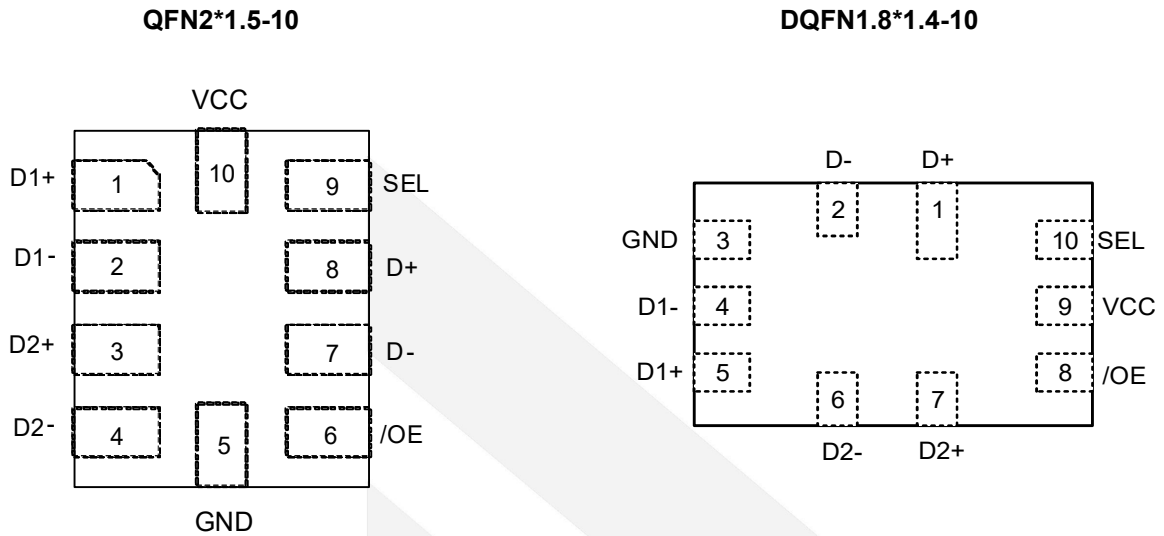 QFN2*1.5-10
VCC
D1+ 1 10 9 SEL
D1- 2 8 D+
D2+ 3 7 D-
D2- 4 5 6 /OE
GND
DQFN1.8*1.4-10
D- D+
2 1
GND 3 10 SEL
D1- 4 9 VCC
D1+ 5 8 /OE
6 7
D2- D2+